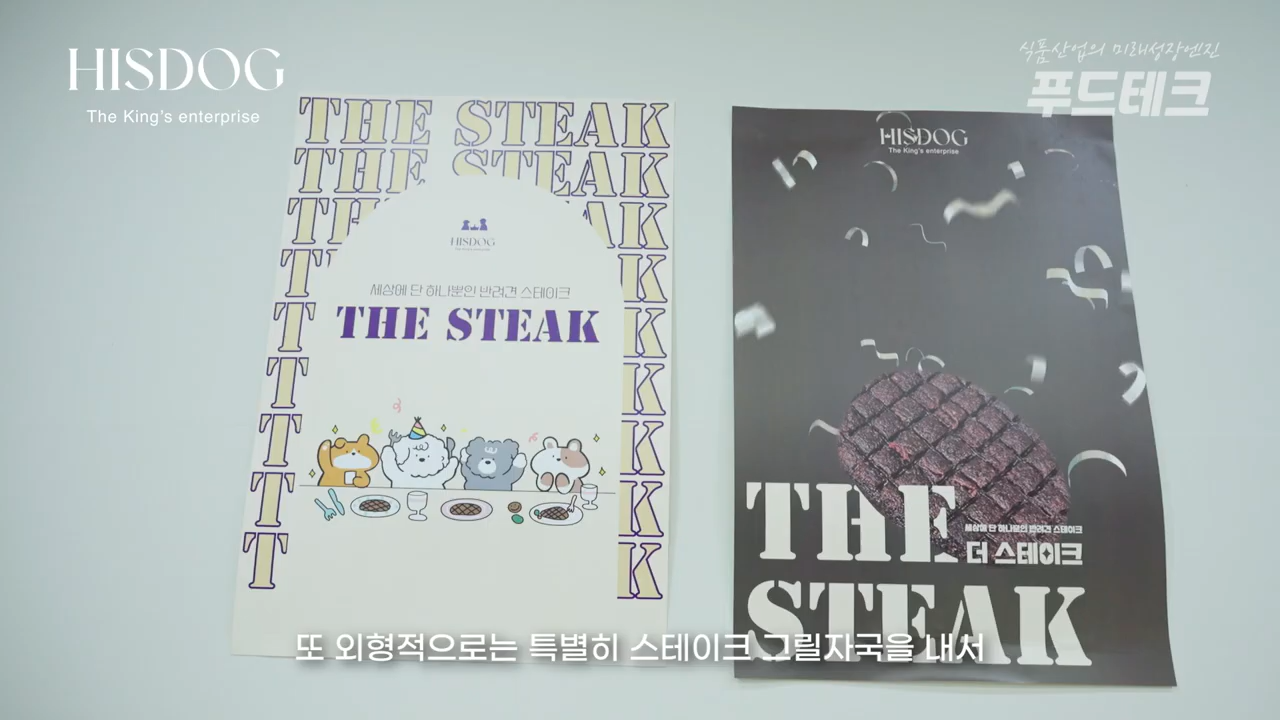 HISDOG
The King's enterprise
식품산업의 미래성장엔진
푸드테크
THE STEAK
THE STEAK
K
T
K
T
K
T
K
T
K
T
K
T
K
T
K
HISDOG
세상에 단 하나뿐인 반려견 스테이크
THE STEAK
HISDOG
The King's enterprise
THE
세상에 단 하나뿐인 반려견 스테이크
더 스테이크
STEAK
또 외형적으로는 특별히 스테이크 그릴자국을 내서